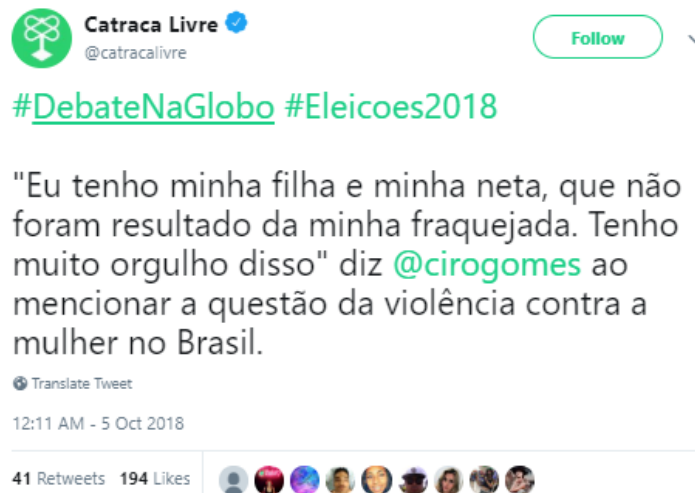 Catraca Livre
@catracalivre
Follow
#DebateNaGlobo #Eleicoes2018
"Eu tenho minha filha e minha neta, que não
foram resultado da minha fraquejada. Tenho
muito orgulho disso" diz @cirogomes ao
mencionar a questão da violência contra a
mulher no Brasil.
Translate Tweet
12:11 AM - 5 Oct 2018
41 Retweets 194 Likes